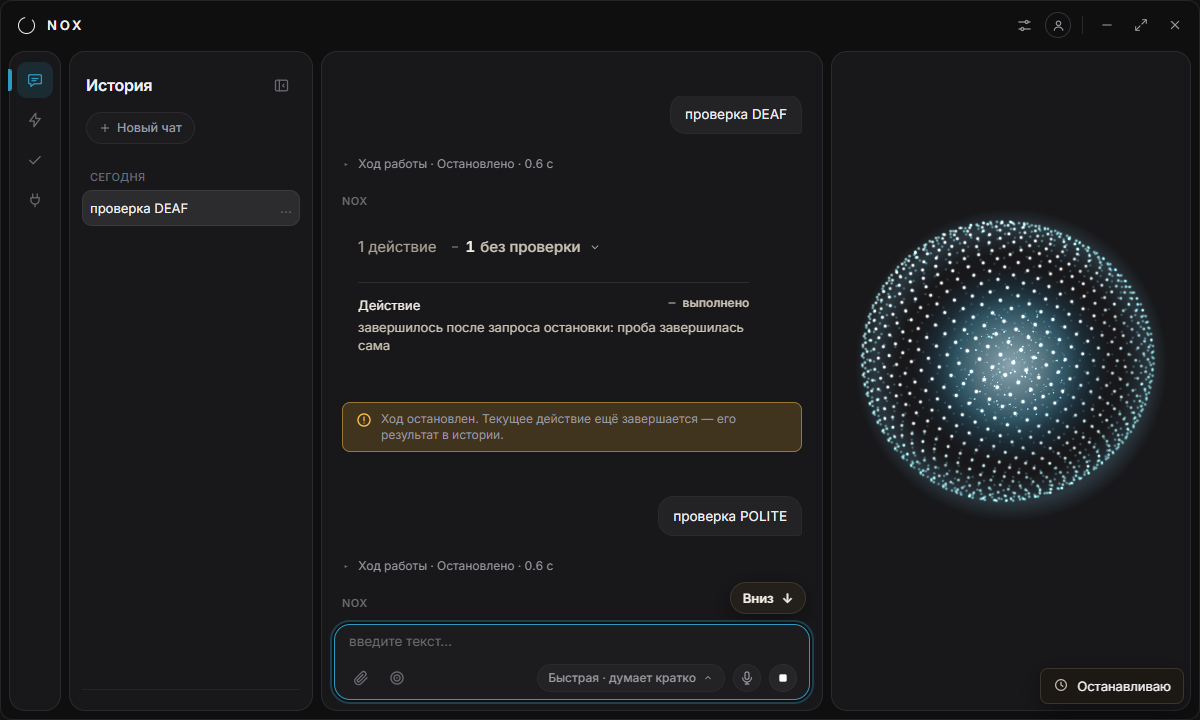 NOX
История
+ Новый чат
СЕГОДНЯ
проверка DEAF
...
проверка DEAF
Ход работы · Остановлено · 0.6 с
NOX
1 действие – 1 без проверки
Действие – выполнено
завершилось после запроса остановки: проба завершилась
сама
Ход остановлен. Текущее действие ещё завершается — его
результат в истории.
проверка POLITE
Ход работы · Остановлено · 0.6 с
NOX
Вниз ↓
введите текст...
Быстрая · думает кратко
Останавливаю